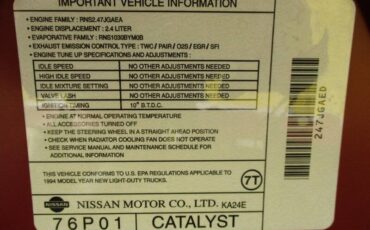 IMPORTANT VEHICLE INFORMATION
• ENGINE FAMILY : RNS2.47JGAEA
• ENGINE DISPLACEMENT : 2.4 LITER
• EVAPORATIVE FAMILY : RNS1030BYM0B
• EXHAUST EMISSION CONTROL TYPE : TWC / PAIR / O2S / EGR / SFI
• ENGINE TUNE UP SPECIFICATIONS AND ADJUSTMENTS :
IDLE SPEED NO OTHER ADJUSTMENTS NEEDED
HIGH IDLE SPEED NO OTHER ADJUSTMENTS NEEDED
IDLE MIXTURE SETTING NO OTHER ADJUSTMENTS NEEDED
VALVE LASH NO OTHER ADJUSTMENTS NEEDED
IGNITION TIMING 10° B.T.D.C.
• ENGINE AT NORMAL OPERATING TEMPERATURE
• ALL ACCESSORIES TURNED OFF
• KEEP THE STEERING WHEEL IN A STRAIGHT AHEAD POSITION
• CHECK WHEN RADIATOR COOLING FAN DOES NOT OPERATE
• SEE SERVICE MANUAL AND MAINTENANCE SCHEDULE FOR
ADDITIONAL INFORMATION
THIS VEHICLE CONFORMS TO U.S. EPA REGULATIONS APPLICABLE TO
1994 MODEL YEAR NEW LIGHT-DUTY TRUCKS.
7T
247JGAED
NISSAN
NISSAN MOTOR CO., LTD. KA24E
76P01 CATALYST